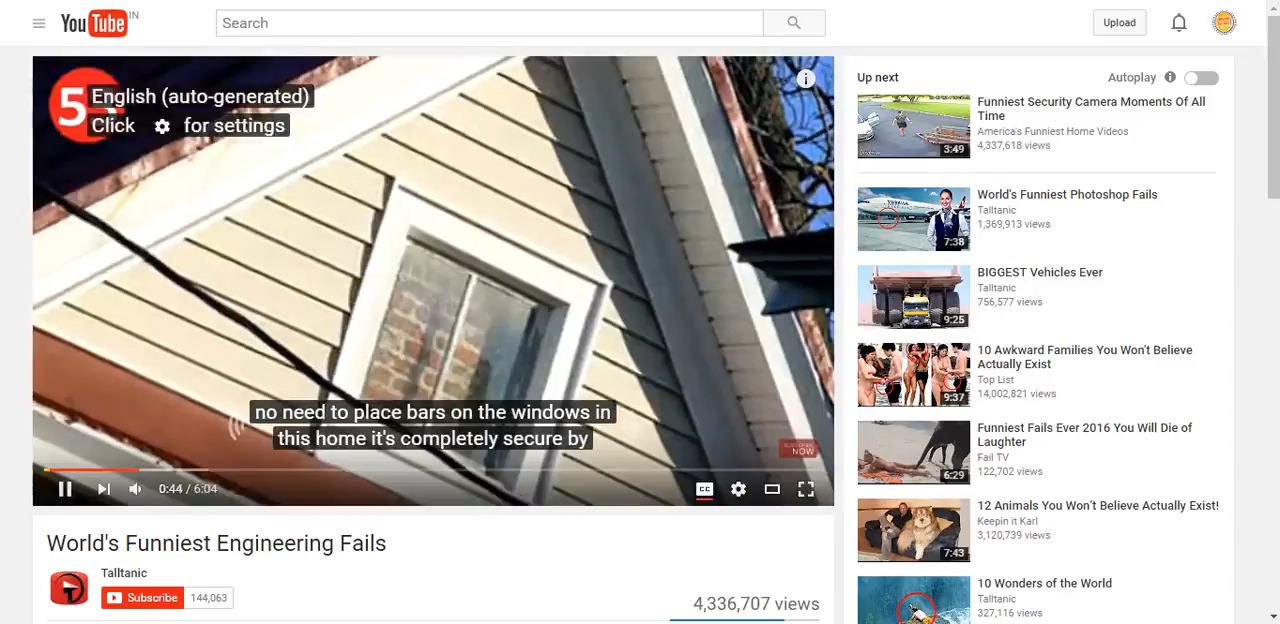 YouTube IN
Search
Upload
5
English (auto-generated)
Click for settings
no need to place bars on the windows in
this home it's completely secure by
NOW
0:44 / 6:04
CC
World's Funniest Engineering Fails
Talltanic
Subscribe 144,063
4,336,707 views
Up next
Autoplay
3:49
Funniest Security Camera Moments Of All
Time
America's Funniest Home Videos
4,337,618 views
7:38
World's Funniest Photoshop Fails
Talltanic
1,369,913 views
9:25
BIGGEST Vehicles Ever
Talltanic
756,577 views
9:37
10 Awkward Families You Won't Believe
Actually Exist
Top List
14,002,821 views
6:29
Funniest Fails Ever 2016 You Will Die of
Laughter
Fail TV
122,702 views
7:43
12 Animals You Won't Believe Actually Exist!
Keepin it Karl
3,120,739 views
10 Wonders of the World
Talltanic
327,116 views